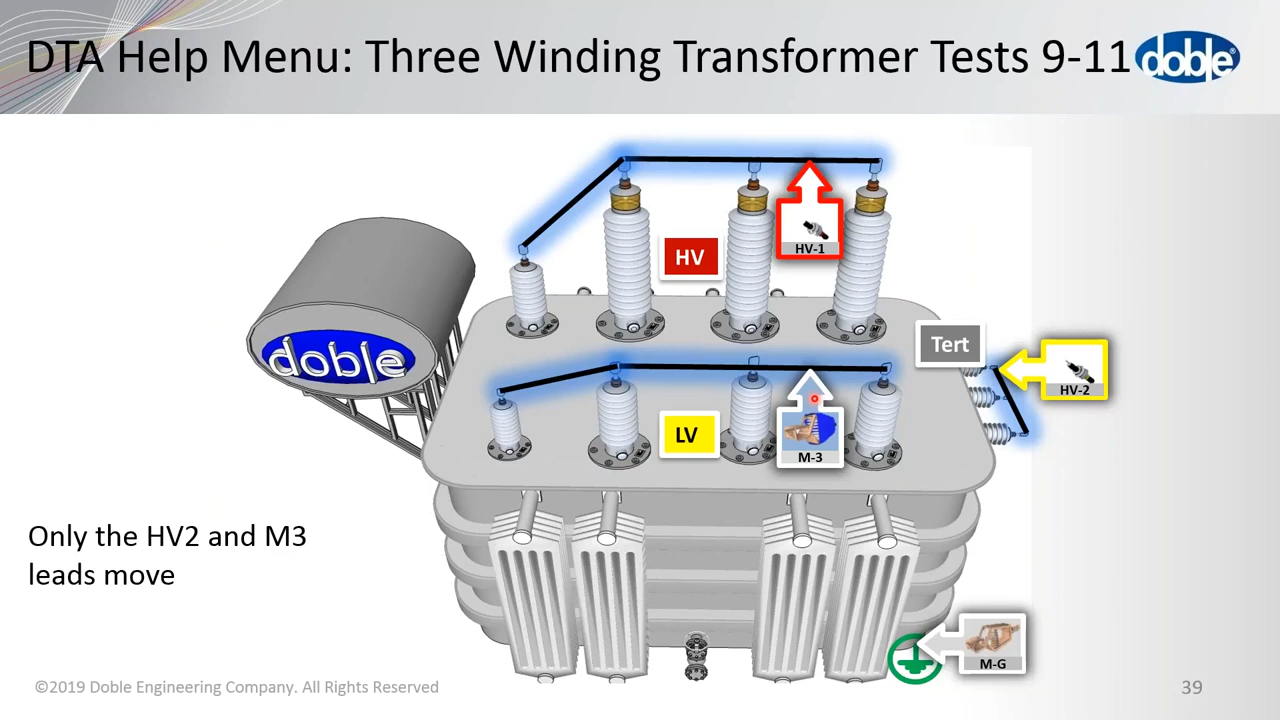 DTA Help Menu: Three Winding Transformer Tests 9-11
doble®
HV
HV-1
Tert
HV-2
doble
LV
M-3
Only the HV2 and M3
leads move
M-G
©2019 Doble Engineering Company. All Rights Reserved
39